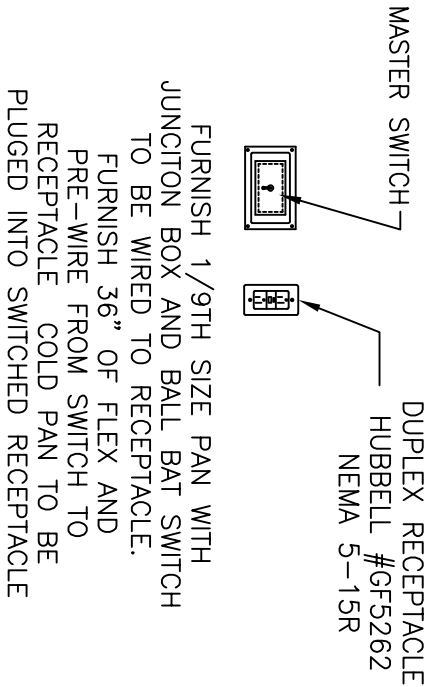 MASTER SWITCH
DUPLEX RECEPTACLE
HUBBELL #GF5262
NEMA 5-15R
FURNISH 1/9TH SIZE PAN WITH
JUNCITON BOX AND BALL BAT SWITCH
TO BE WIRED TO RECEPTACLE.
FURNISH 36" OF FLEX AND
PRE-WIRE FROM SWITCH TO
RECEPTACLE COLD PAN TO BE
PLUGED INTO SWITCHED RECEPTACLE